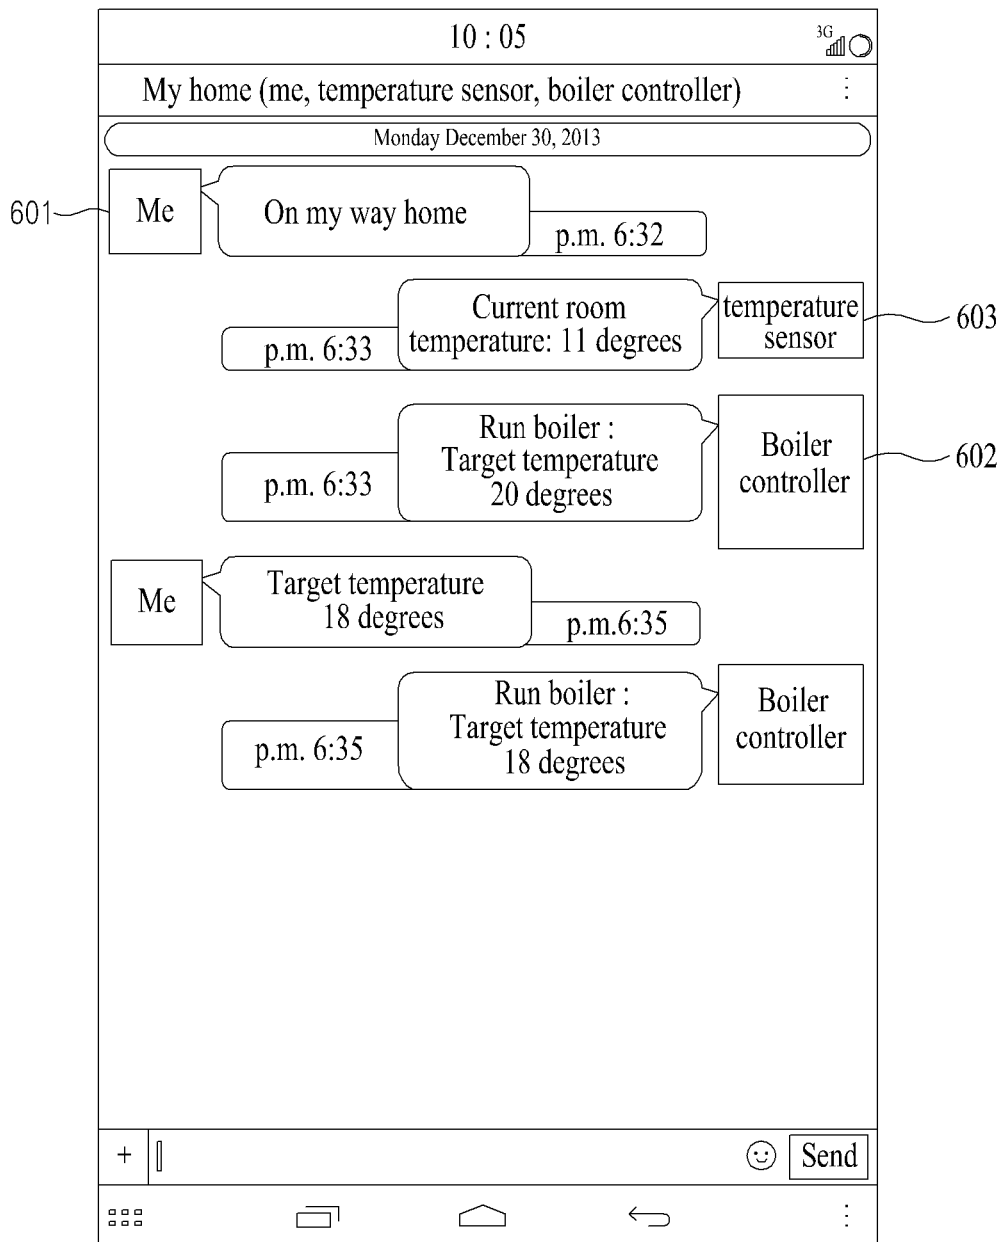 10 : 05
3G
My home (me, temperature sensor, boiler controller)
Monday December 30, 2013
601
Me
On my way home
p.m. 6:32
Current room
temperature: 11 degrees
p.m. 6:33
temperature
sensor
603
Run boiler :
Target temperature
20 degrees
p.m. 6:33
Boiler
controller
602
Me
Target temperature
18 degrees
p.m.6:35
Run boiler :
Target temperature
18 degrees
p.m. 6:35
Boiler
controller
+
Send